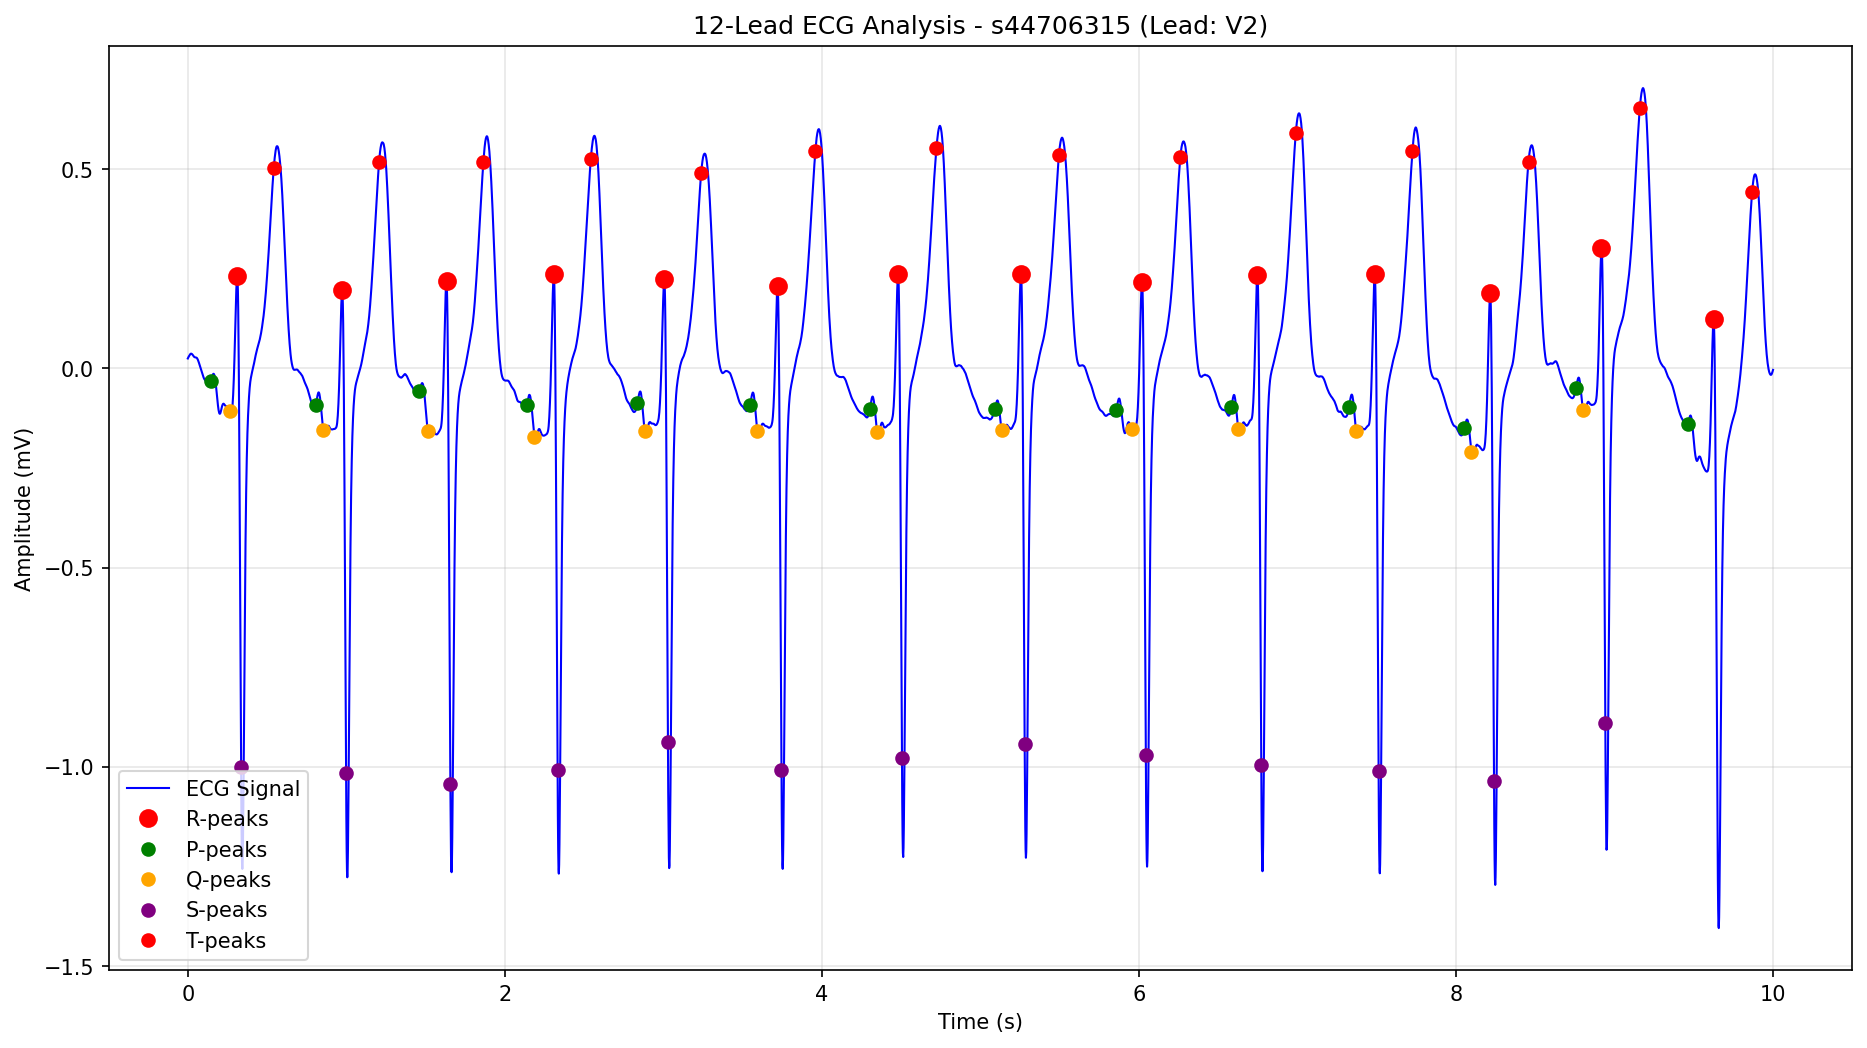 12-Lead ECG Analysis - s44706315 (Lead: V2)
Amplitude (mV)
0.5
0.0
−0.5
−1.0
−1.5
ECG Signal
R-peaks
P-peaks
Q-peaks
S-peaks
T-peaks
0 2 4 6 8 10
Time (s)